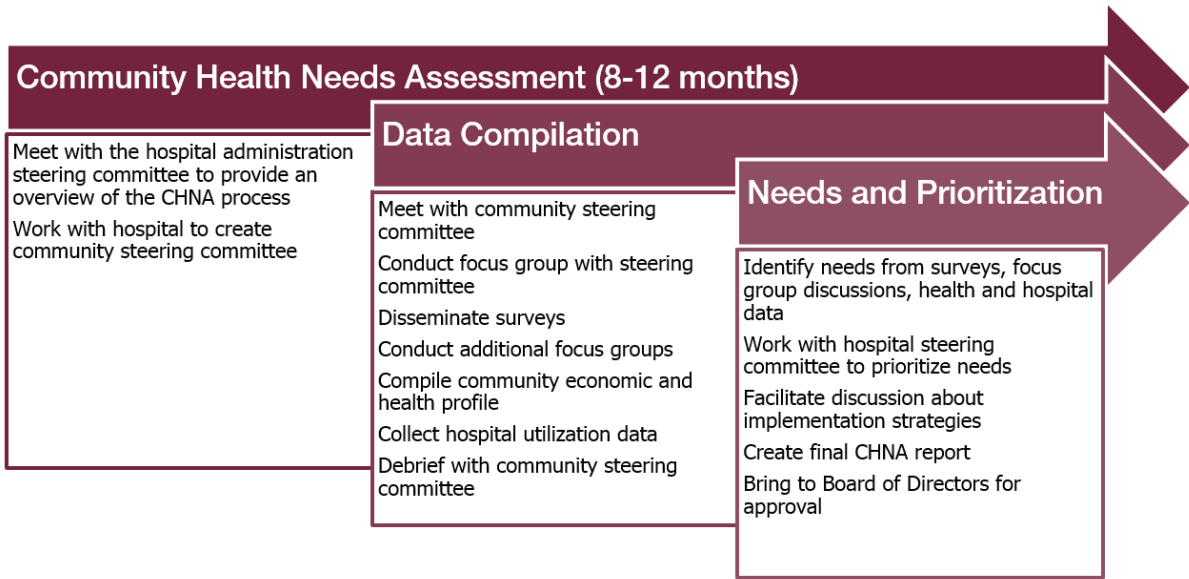 Community Health Needs Assessment (8-12 months)
Meet with the hospital administration
steering committee to provide an
overview of the CHNA process
Work with hospital to create
community steering committee
Data Compilation
Meet with community steering
committee
Conduct focus group with steering
committee
Disseminate surveys
Conduct additional focus groups
Compile community economic and
health profile
Collect hospital utilization data
Debrief with community steering
committee
Needs and Prioritization
Identify needs from surveys, focus
group discussions, health and hospital
data
Work with hospital steering
committee to prioritize needs
Facilitate discussion about
implementation strategies
Create final CHNA report
Bring to Board of Directors for
approval